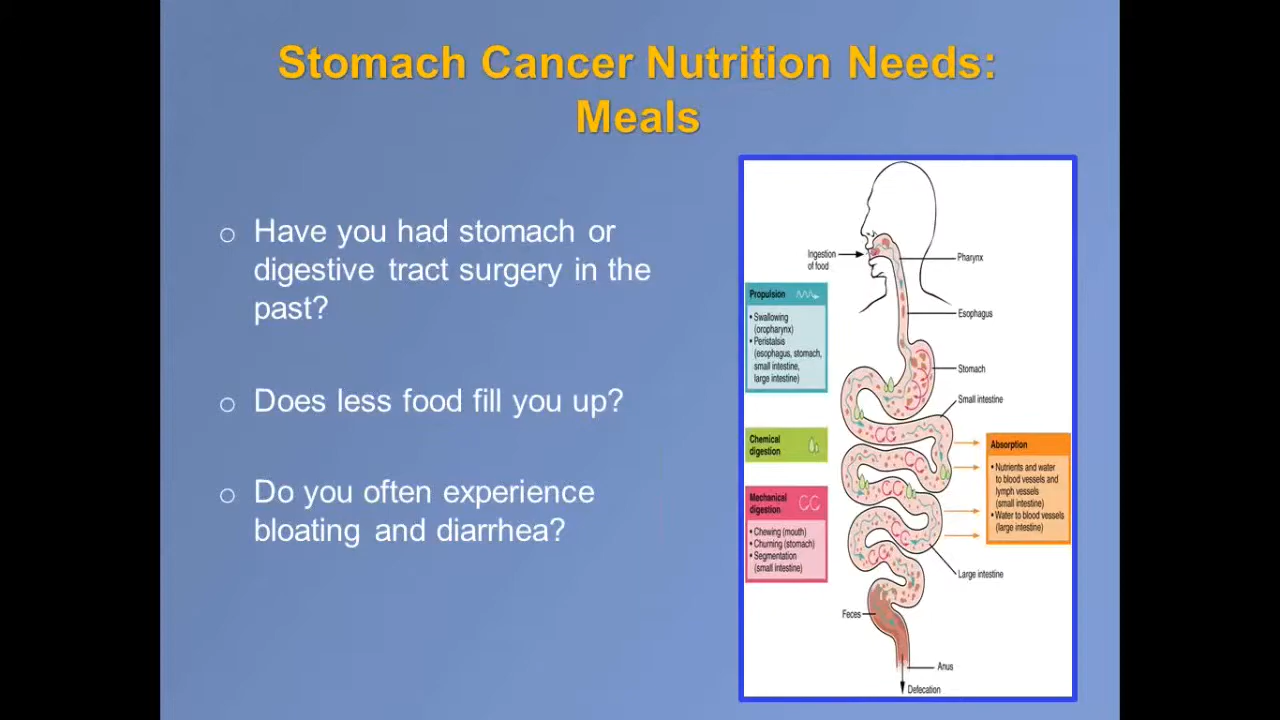 Stomach Cancer Nutrition Needs:
Meals
o Have you had stomach or
digestive tract surgery in the
past?
o Does less food fill you up?
o Do you often experience
bloating and diarrhea?
Ingestion
of food
Pharynx
Propulsion
• Swallowing
(oropharynx)
• Peristalsis
(esophagus, stomach,
small intestine,
large intestine)
Esophagus
Stomach
Small intestine
Chemical
digestion
Absorption
• Nutrients and water
to blood vessels and
lymph vessels
(small intestine)
• Water to blood vessels
(large intestine)
Mechanical
digestion
• Chewing (mouth)
• Churning (stomach)
• Segmentation
(small intestine)
Large intestine
Feces
Anus
Defecation